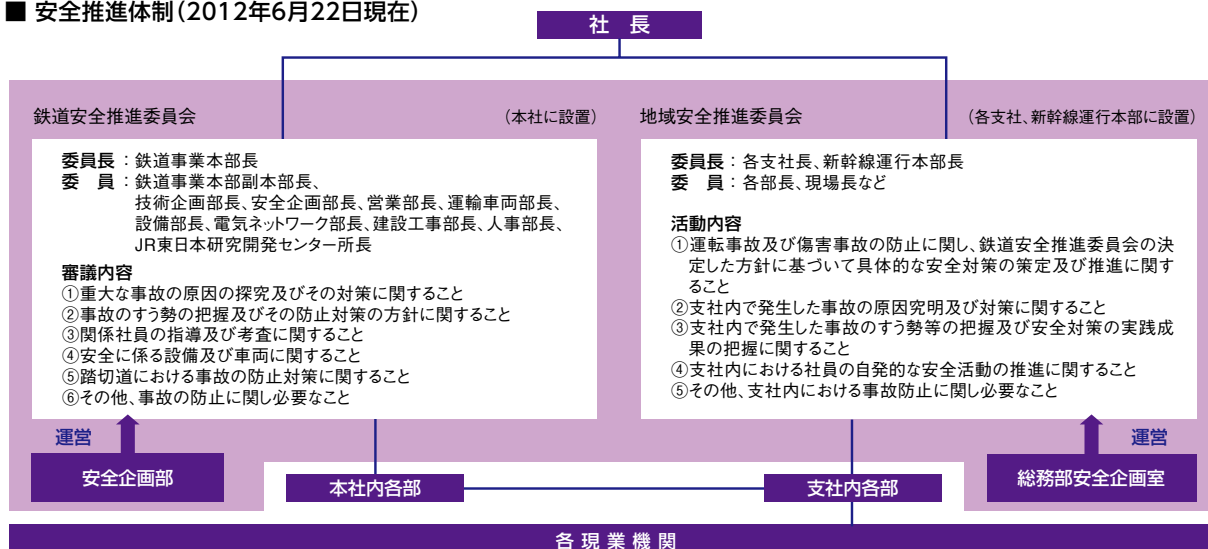 ■ 安全推進体制（2012年6月22日現在）
社 長
鉄道安全推進委員会 （本社に設置）
委員長：鉄道事業本部長
委 員：鉄道事業本部副本部長、
技術企画部長、安全企画部長、営業部長、運輸車両部長、
設備部長、電気ネットワーク部長、建設工事部長、人事部長、
JR東日本研究開発センター所長
審議内容
①重大な事故の原因の探究及びその対策に関すること
②事故のすう勢の把握及びその防止対策の方針に関すること
③関係社員の指導及び考査に関すること
④安全に係る設備及び車両に関すること
⑤踏切道における事故の防止対策に関すること
⑥その他、事故の防止に関し必要なこと
運営
安全企画部
地域安全推進委員会 （各支社、新幹線運行本部に設置）
委員長：各支社長、新幹線運行本部長
委 員：各部長、現場長など
活動内容
①運転事故及び傷害事故の防止に関し、鉄道安全推進委員会の決
定した方針に基づいて具体的な安全対策の策定及び推進に関す
ること
②支社内で発生した事故の原因究明及び対策に関すること
③支社内で発生した事故のすう勢等の把握及び安全対策の実践成
果の把握に関すること
④支社内における社員の自発的な安全活動の推進に関すること
⑤その他、支社内における事故防止に関し必要なこと
運営
総務部安全企画室
本社内各部
支社内各部
各現業機関